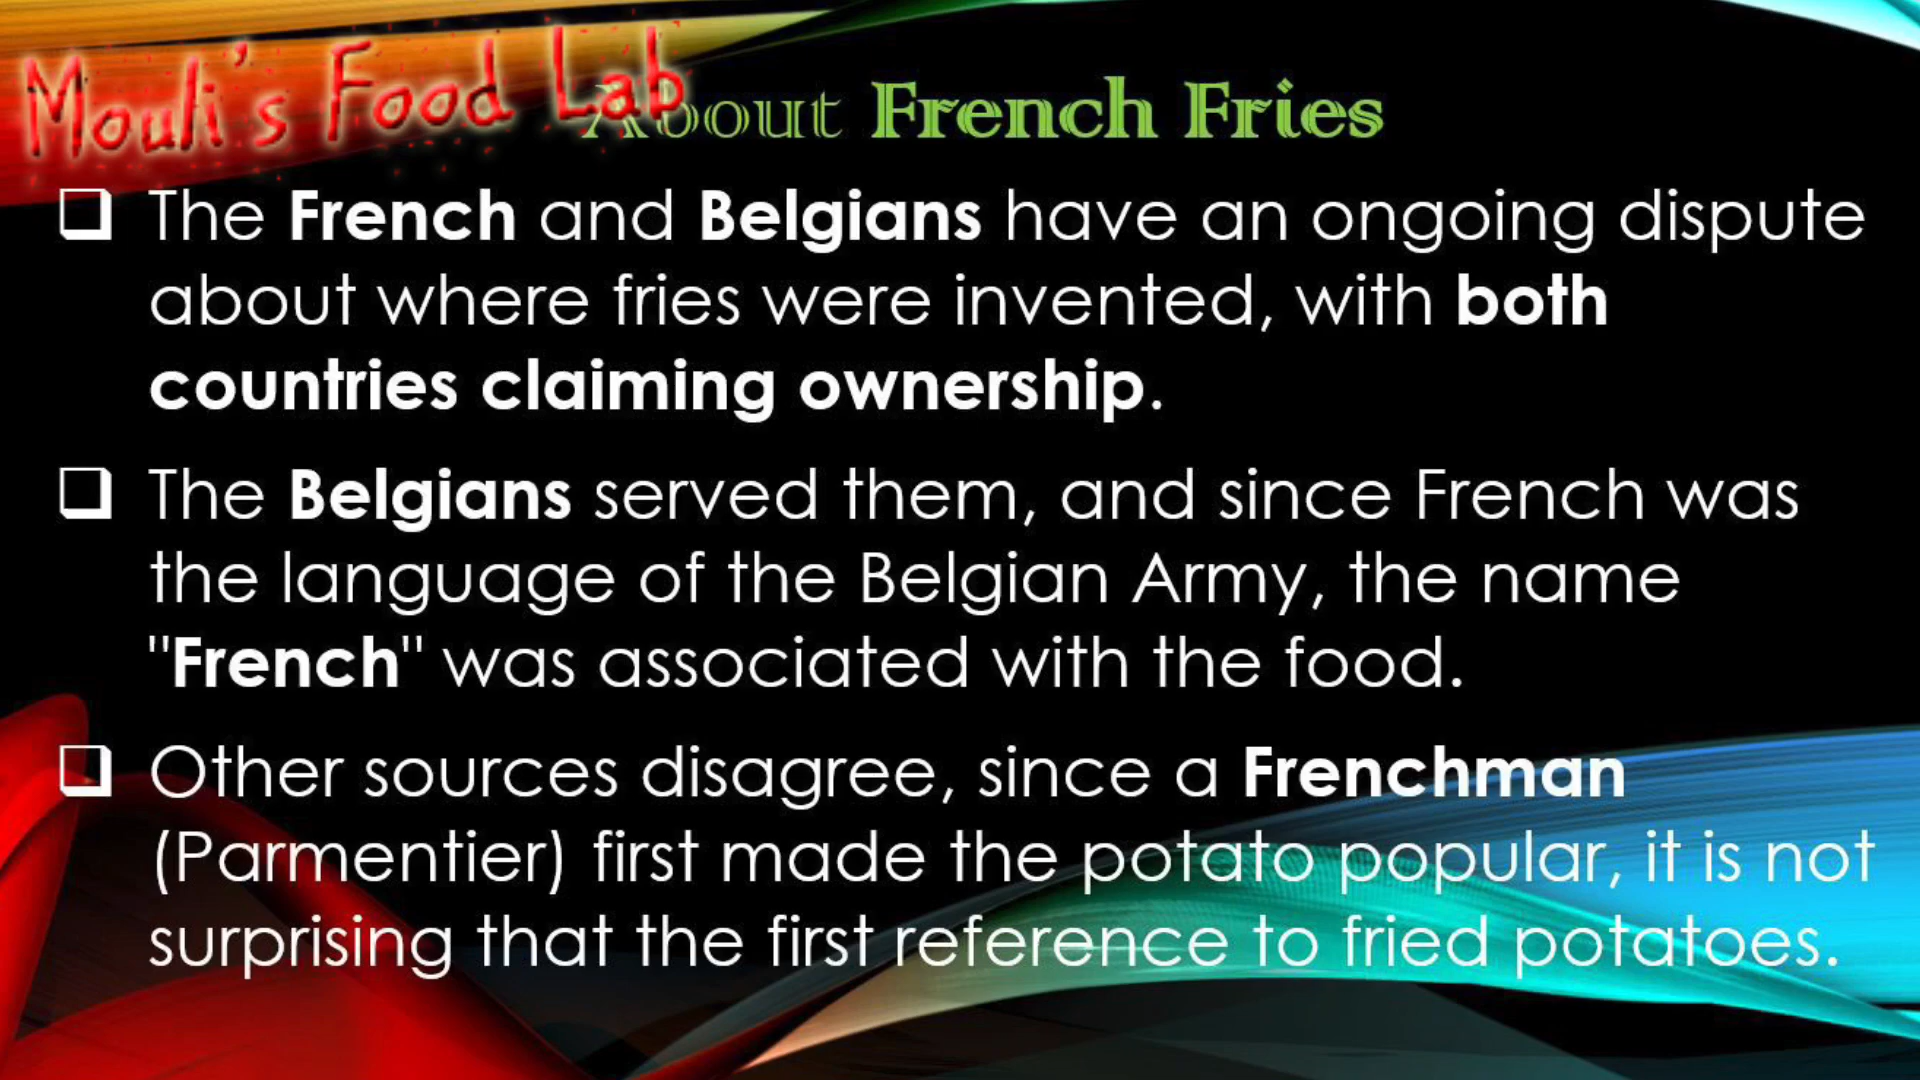 Mouli's Food Lab
About French Fries
❑ The French and Belgians have an ongoing dispute
about where fries were invented, with both
countries claiming ownership.
❑ The Belgians served them, and since French was
the language of the Belgian Army, the name
"French" was associated with the food.
❑ Other sources disagree, since a Frenchman
(Parmentier) first made the potato popular, it is not
surprising that the first reference to fried potatoes.